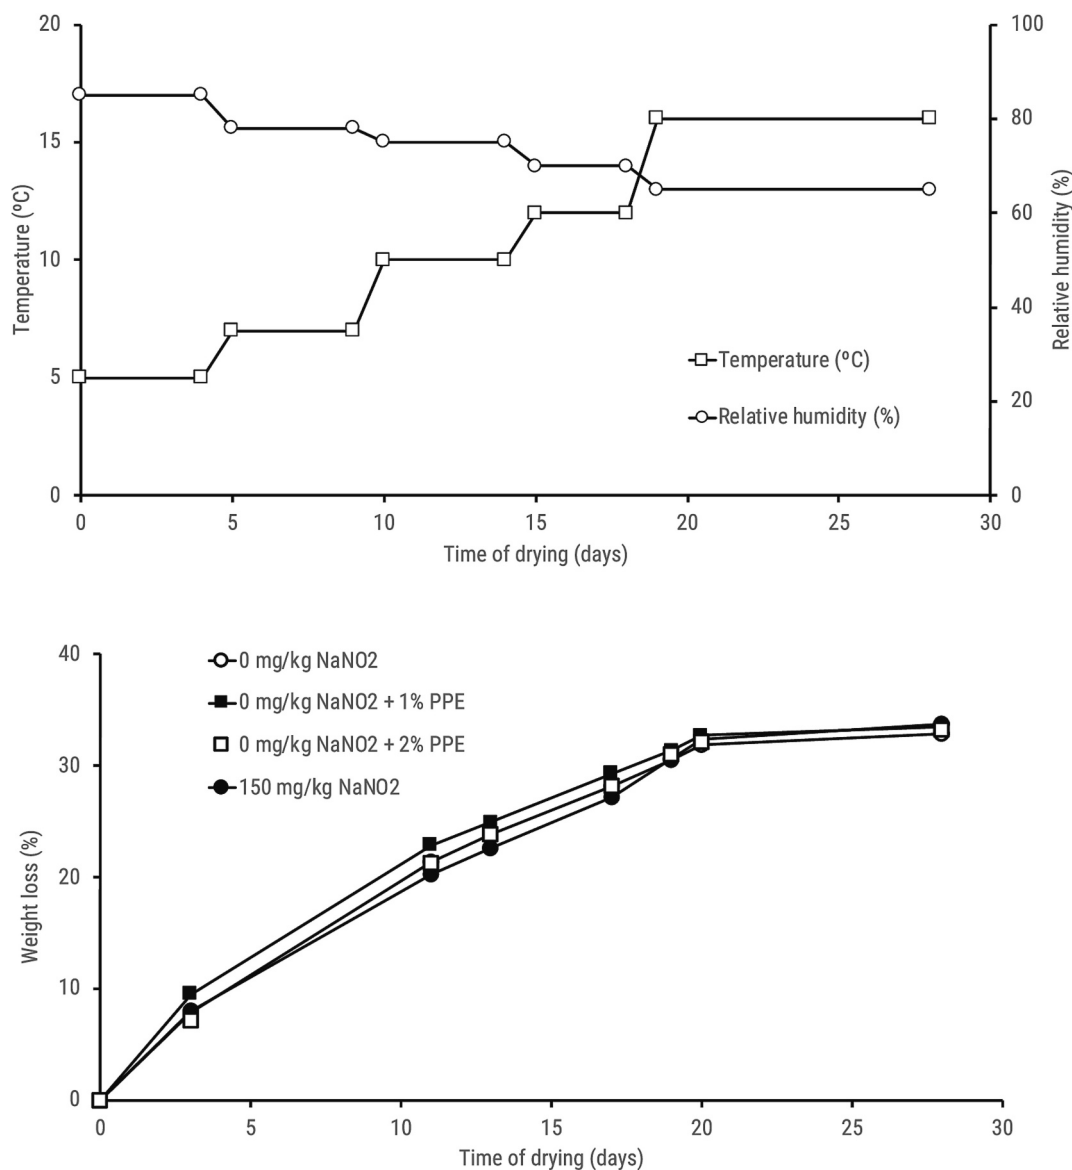 20
15
10
5
0
Temperature (ºC)
100
80
60
40
20
0
Relative humidity (%)
Temperature (ºC)
Relative humidity (%)
0 5 10 15 20 25 30
Time of drying (days)
40
30
20
10
0
Weight loss (%)
0 mg/kg NaNO2
0 mg/kg NaNO2 + 1% PPE
0 mg/kg NaNO2 + 2% PPE
150 mg/kg NaNO2
0 5 10 15 20 25 30
Time of drying (days)